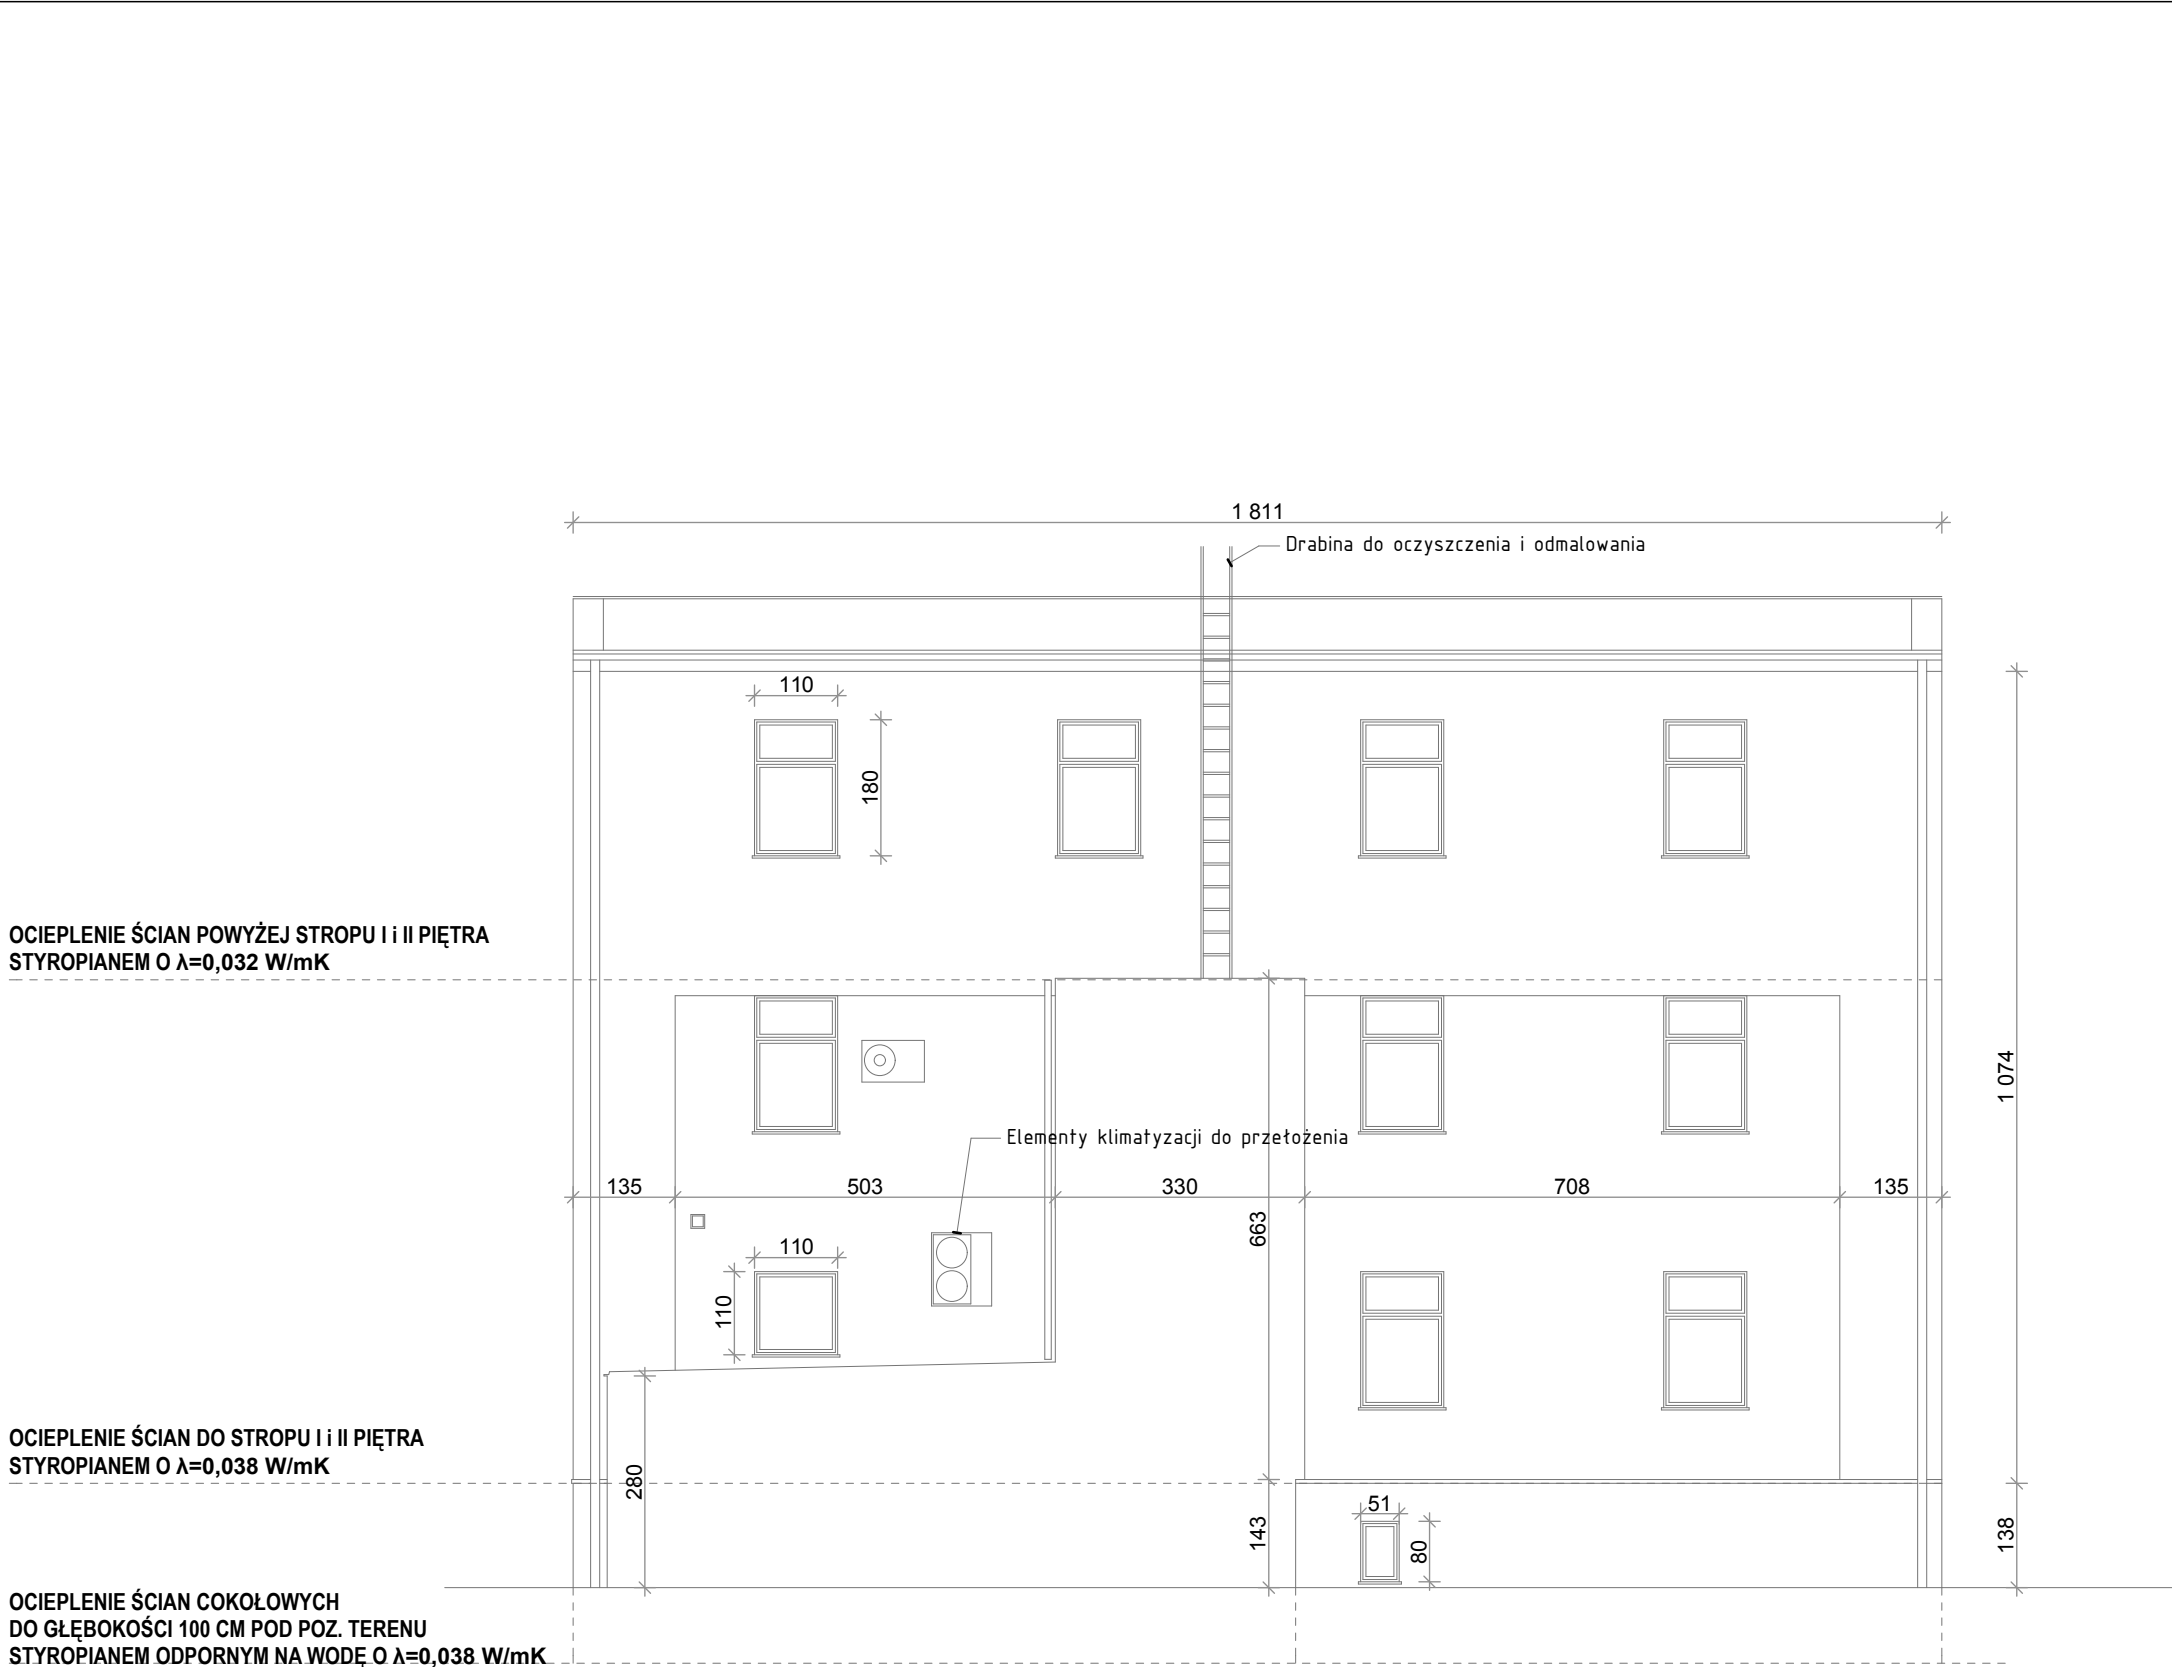 1 811
Drabina do oczyszczenia i odmalowania
110
180
OCIEPLENIE ŚCIAN POWYŻEJ STROPU I i II PIĘTRA
STYROPIANEM O λ=0,032 W/mK
1 074
Elementy klimatyzacji do przełożenia
135
503
330
708
135
663
110
110
OCIEPLENIE ŚCIAN DO STROPU I i II PIĘTRA
STYROPIANEM O λ=0,038 W/mK
280
143
51
80
138
OCIEPLENIE ŚCIAN COKOŁOWYCH
DO GŁĘBOKOŚCI 100 CM POD POZ. TERENU
STYROPIANEM ODPORNYM NA WODĘ O λ=0,038 W/mK